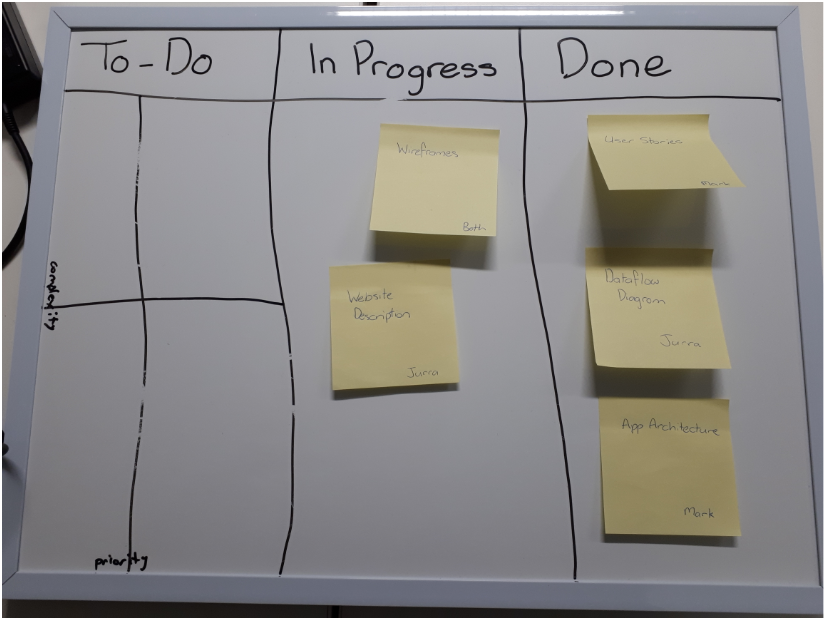 To-Do
In Progress
Done
Wireframes
Both
Website
Description
Jurra
User Stories
Mark
Dataflow
Diagram
Jurra
App Architecture
Mark
complexity
priority